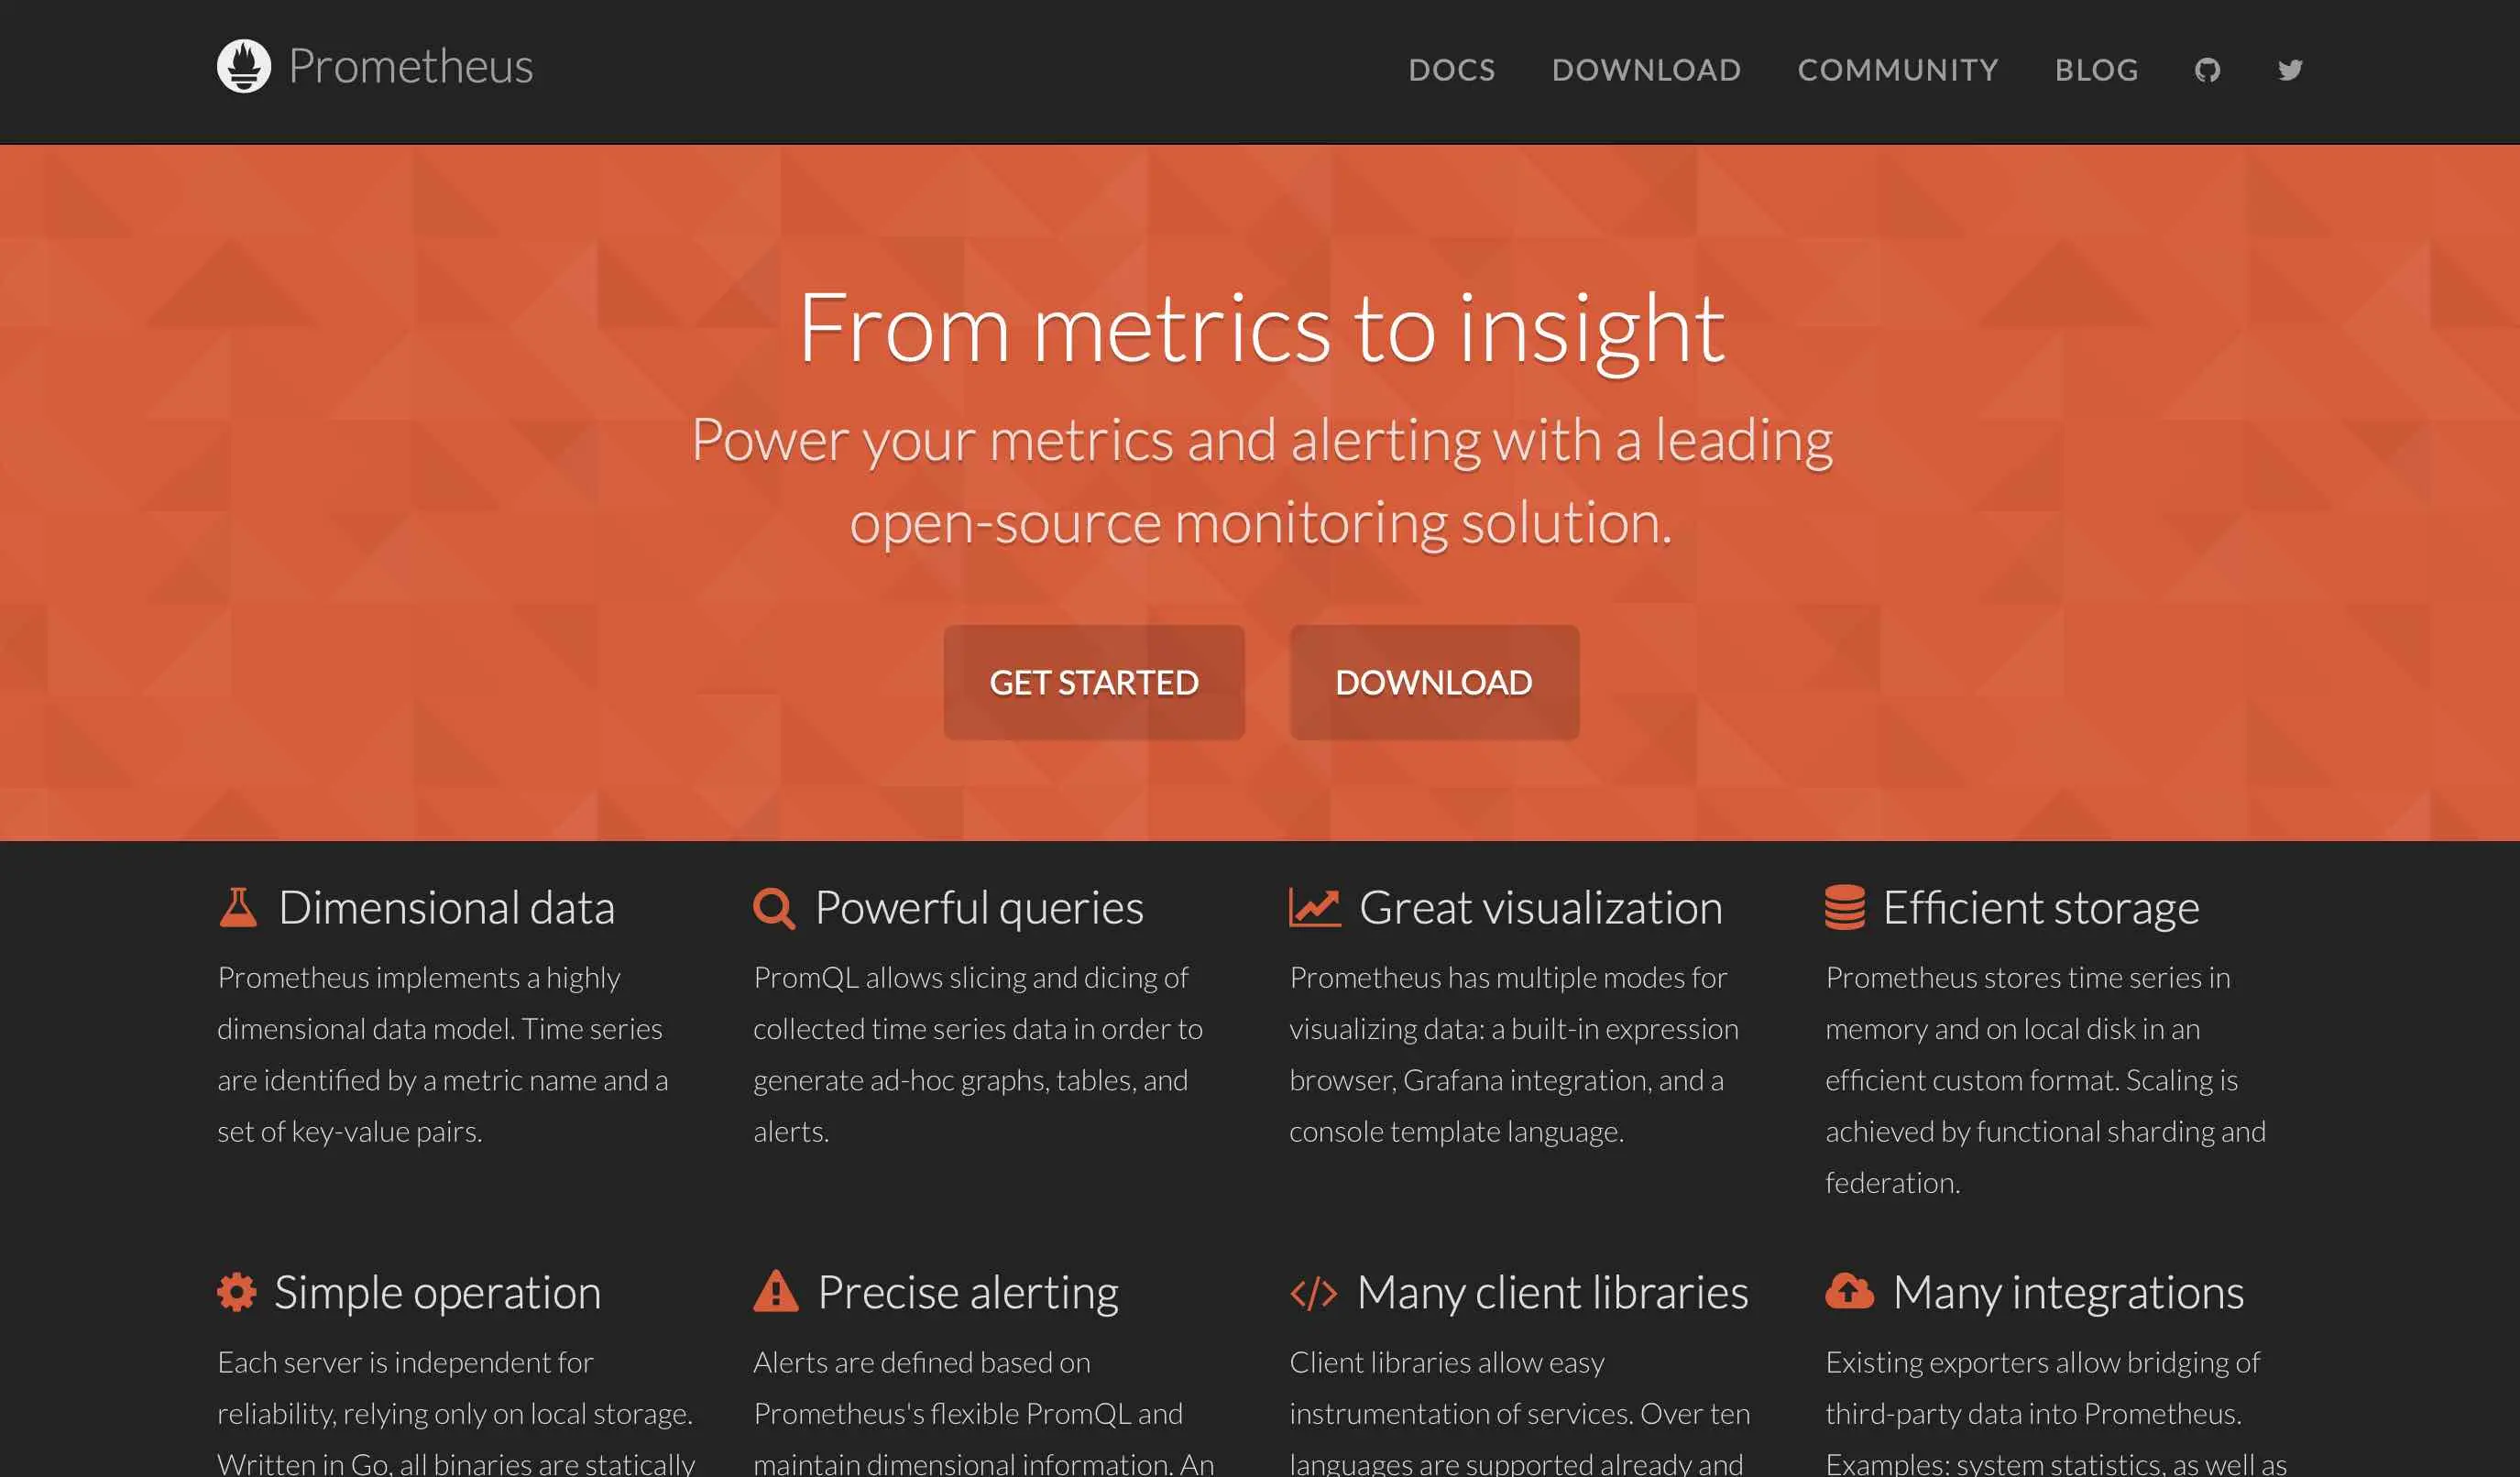 Prometheus
DOCS DOWNLOAD COMMUNITY BLOG
From metrics to insight
Power your metrics and alerting with a leading
open-source monitoring solution.
GET STARTED DOWNLOAD
Dimensional data
Prometheus implements a highly
dimensional data model. Time series
are identified by a metric name and a
set of key-value pairs.
Powerful queries
PromQL allows slicing and dicing of
collected time series data in order to
generate ad-hoc graphs, tables, and
alerts.
Great visualization
Prometheus has multiple modes for
visualizing data: a built-in expression
browser, Grafana integration, and a
console template language.
Efficient storage
Prometheus stores time series in
memory and on local disk in an
efficient custom format. Scaling is
achieved by functional sharding and
federation.
Simple operation
Each server is independent for
reliability, relying only on local storage.
Written in Go, all binaries are statically
Precise alerting
Alerts are defined based on
Prometheus's flexible PromQL and
maintain dimensional information. An
Many client libraries
Client libraries allow easy
instrumentation of services. Over ten
languages are supported already and
Many integrations
Existing exporters allow bridging of
third-party data into Prometheus.
Examples: system statistics, as well as